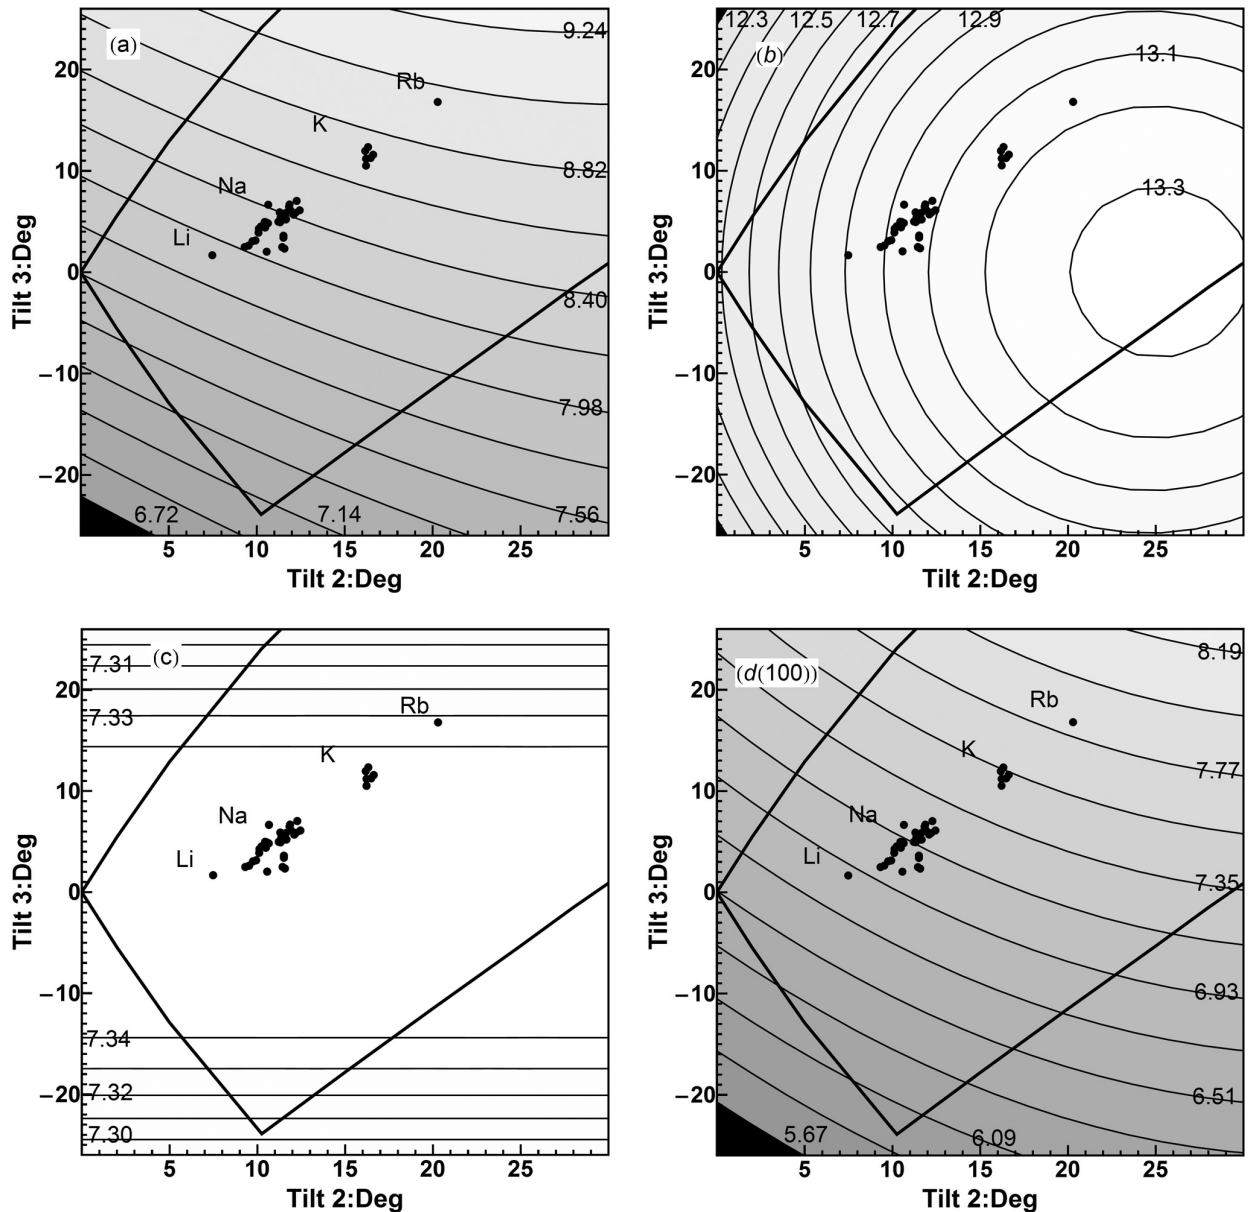 (a)
9.24
20
Rb
K
8.82
10
Na
Li
0
8.40
−10
7.98
−20
6.72
7.14
7.56
5
10
15
20
25
Tilt 3:Deg
Tilt 2:Deg
12.3
12.5
12.7
12.9
(b)
13.1
20
10
13.3
0
−10
−20
5
10
15
20
25
Tilt 3:Deg
Tilt 2:Deg
(c)
7.31
20
7.33
Rb
K
10
Na
Li
0
−10
7.34
−20
7.32
7.30
5
10
15
20
25
Tilt 3:Deg
Tilt 2:Deg
8.19
(d(100))
20
Rb
K
7.77
10
Na
Li
0
7.35
−10
6.93
−20
6.51
5.67
6.09
5
10
15
20
25
Tilt 3:Deg
Tilt 2:Deg